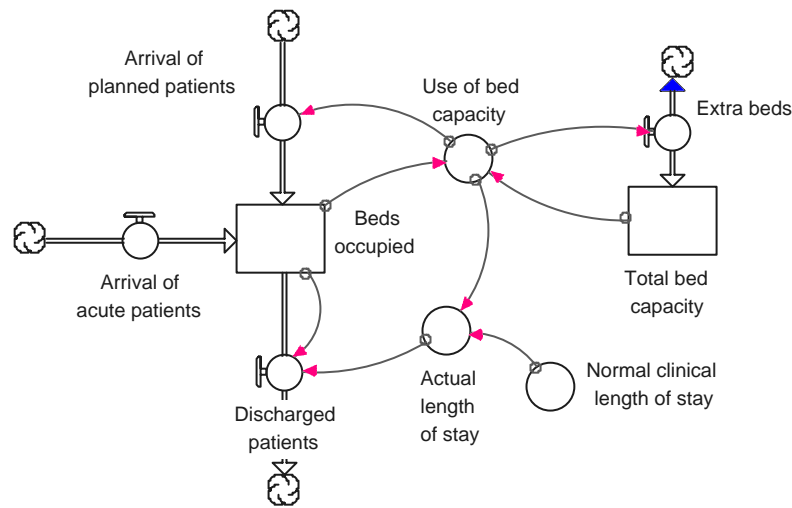 Arrival of
planned patients
Use of bed
capacity
Extra beds
Beds
occupied
Arrival of
acute patients
Total bed
capacity
Actual
length
of stay
Normal clinical
length of stay
Discharged
patients